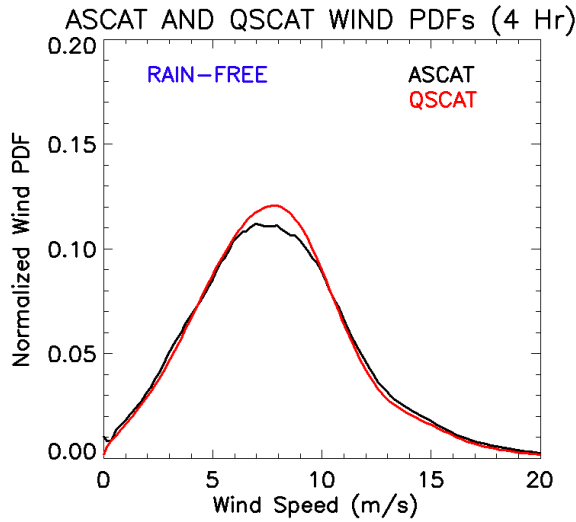 ASCAT AND QSCAT WIND PDFs (4 Hr)
0.20
RAIN-FREE
ASCAT
QSCAT
0.15
Normalized Wind PDF
0.10
0.05
0.00
0 5 10 15 20
Wind Speed (m/s)